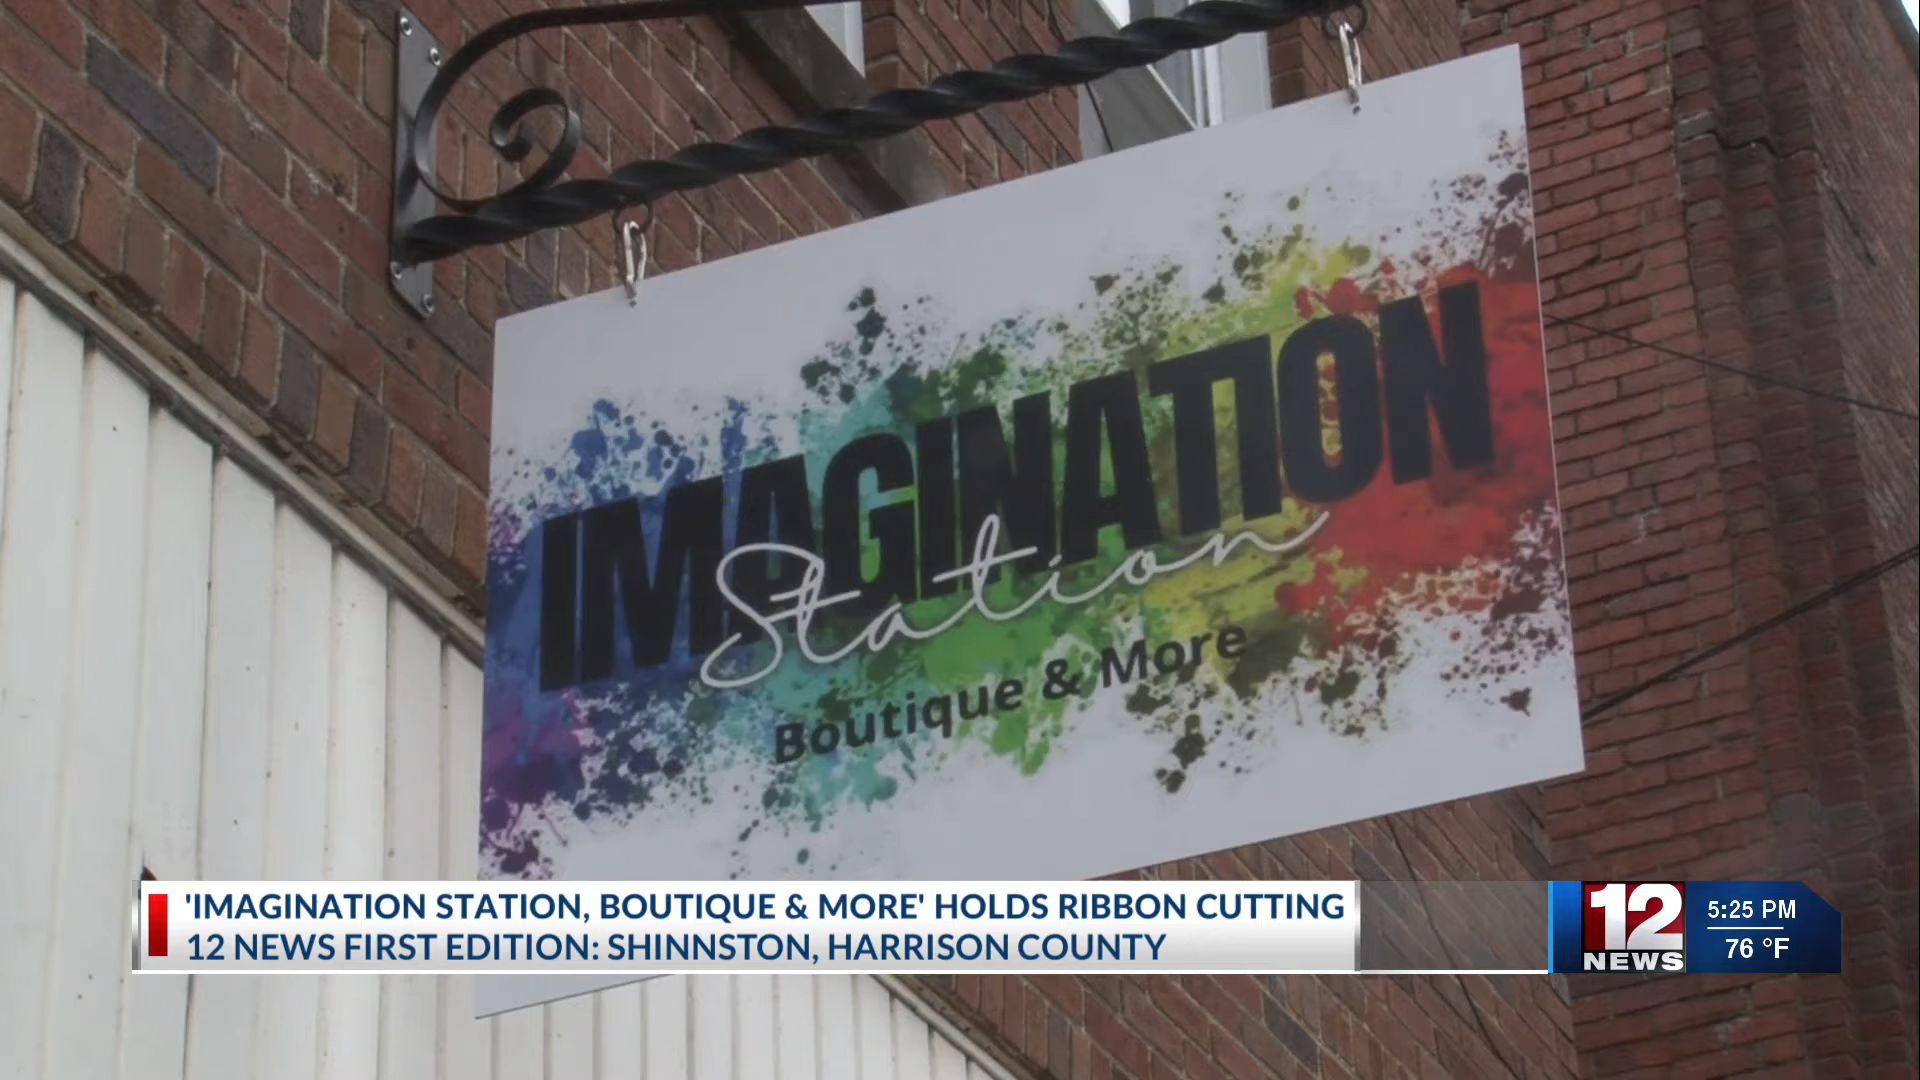 IMAGINATION
Station
Boutique & More
'IMAGINATION STATION, BOUTIQUE & MORE' HOLDS RIBBON CUTTING
12 NEWS FIRST EDITION: SHINNSTON, HARRISON COUNTY
12
NEWS
5:25 PM
76 °F